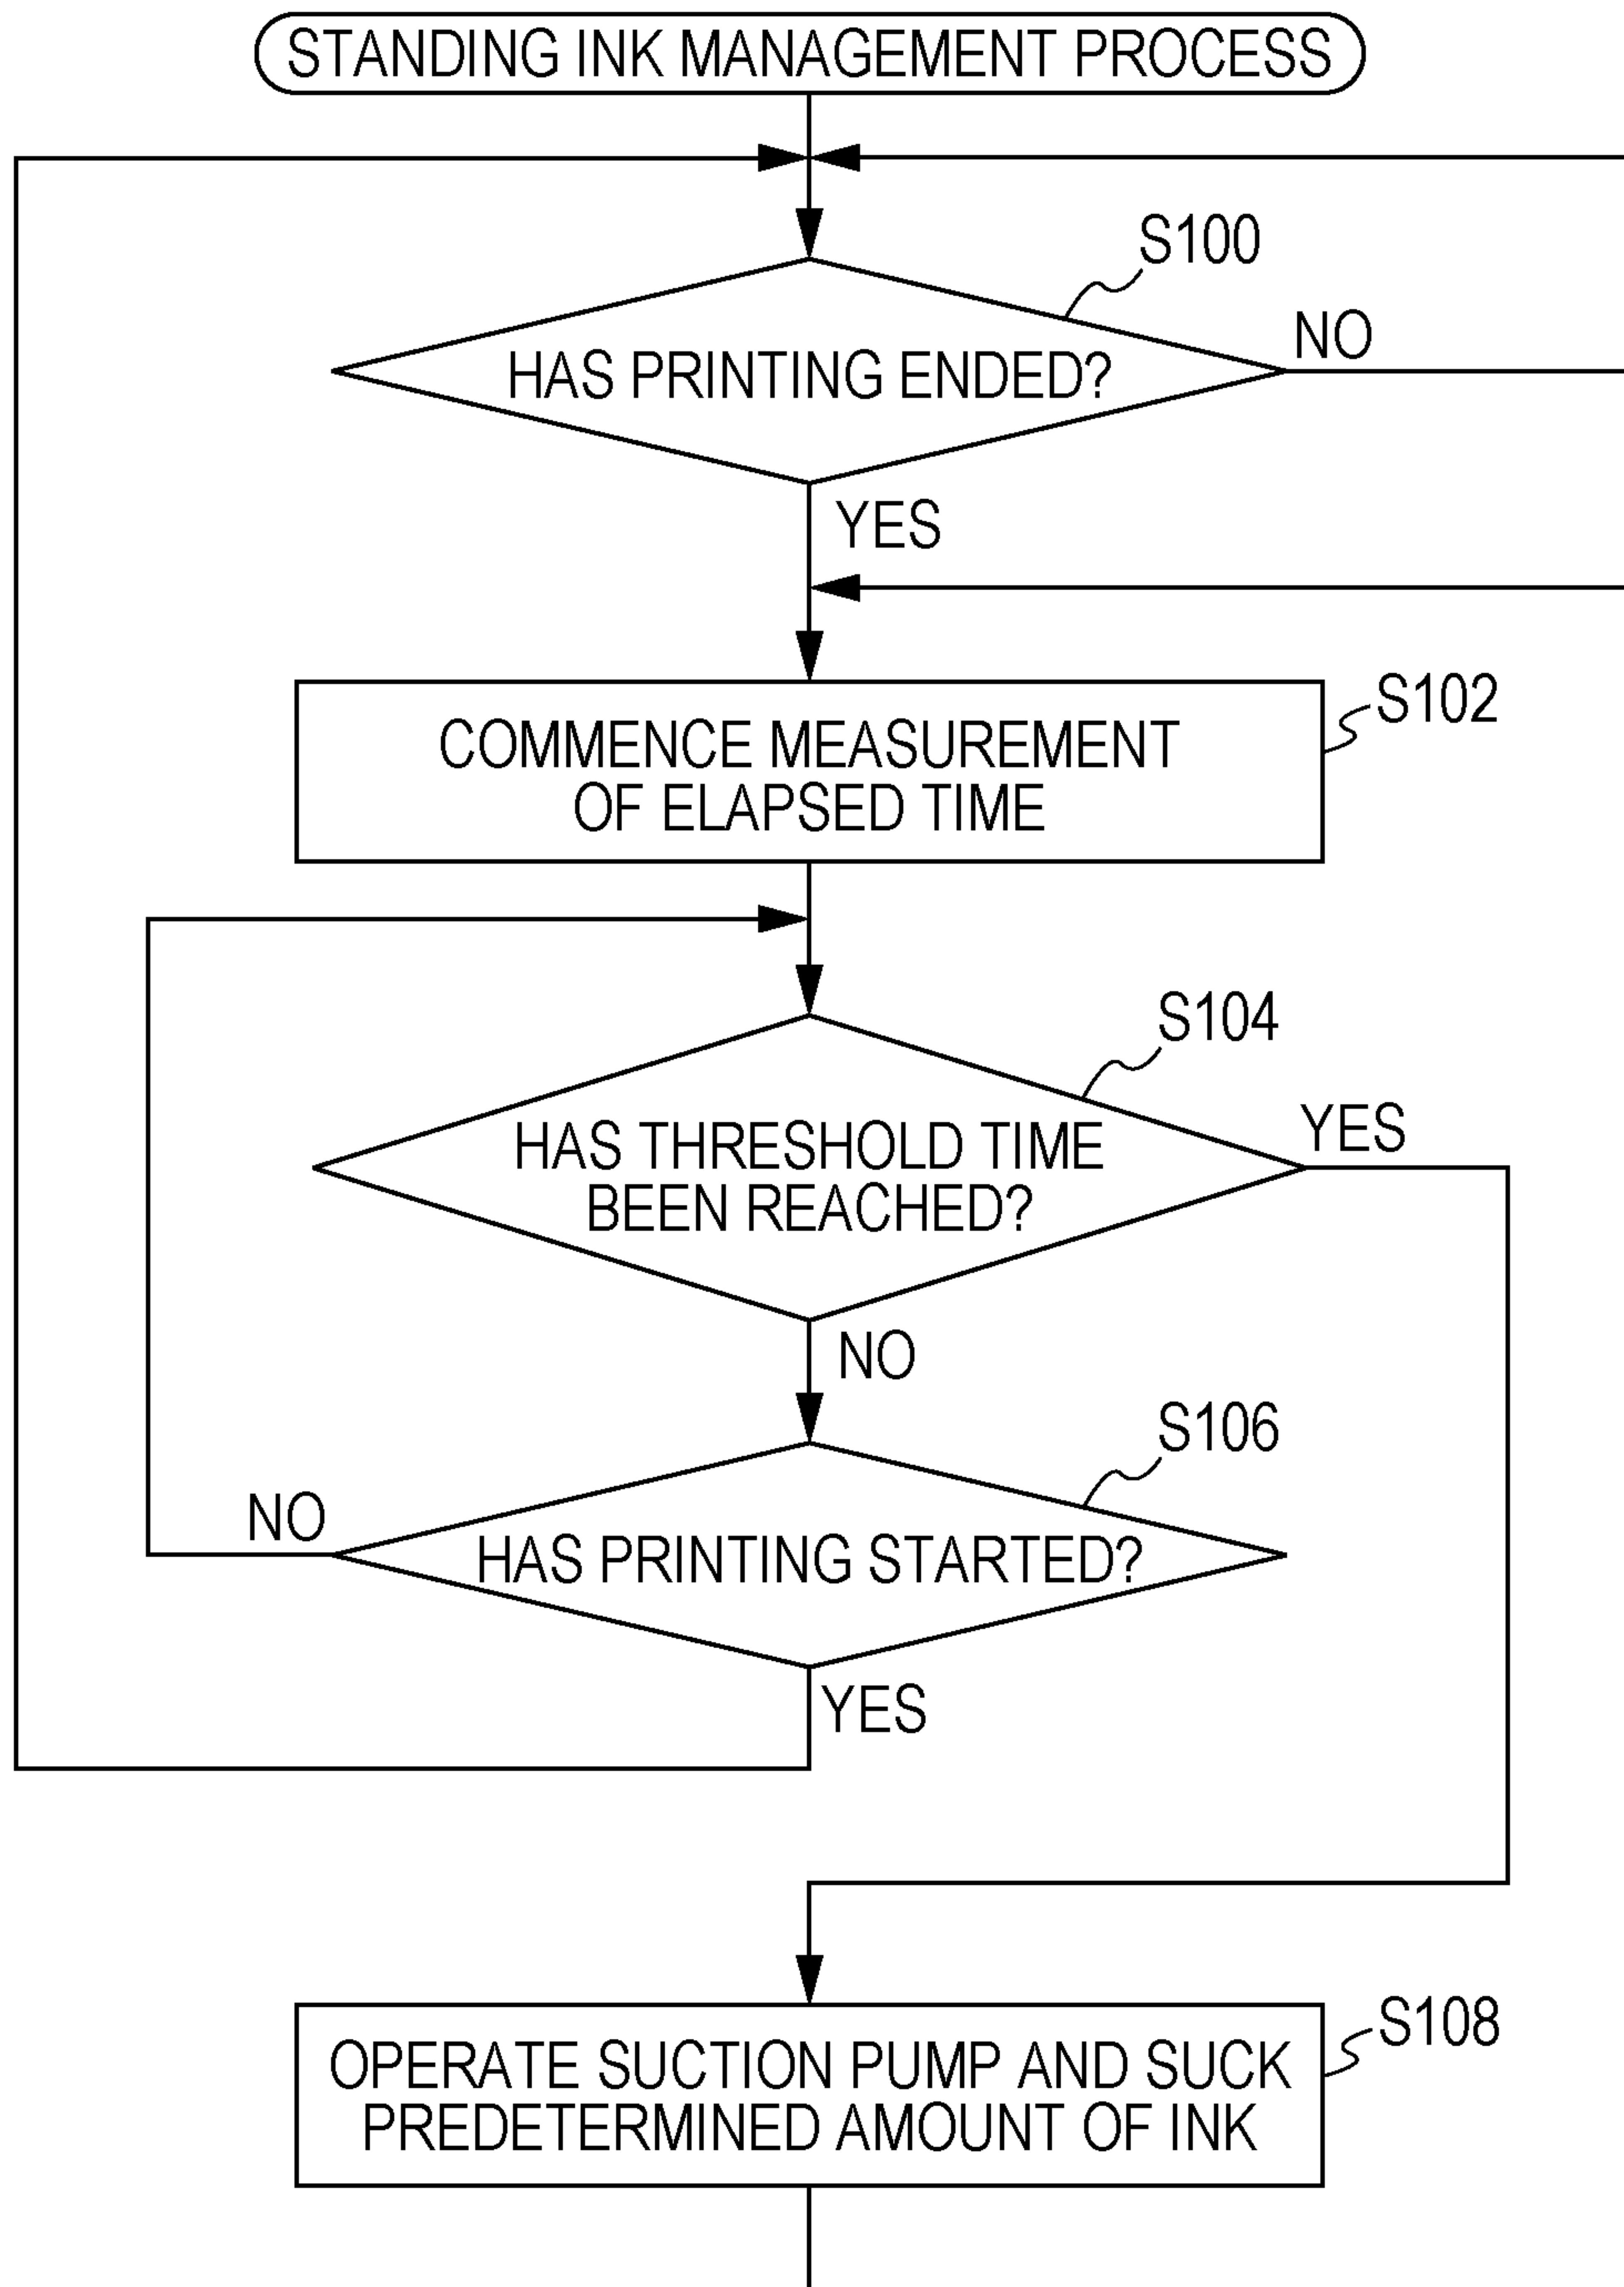 STANDING INK MANAGEMENT PROCESS
S100
HAS PRINTING ENDED?
NO
YES
S102
COMMENCE MEASUREMENT
OF ELAPSED TIME
S104
HAS THRESHOLD TIME
BEEN REACHED?
YES
NO
S106
HAS PRINTING STARTED?
NO
YES
S108
OPERATE SUCTION PUMP AND SUCK
PREDETERMINED AMOUNT OF INK